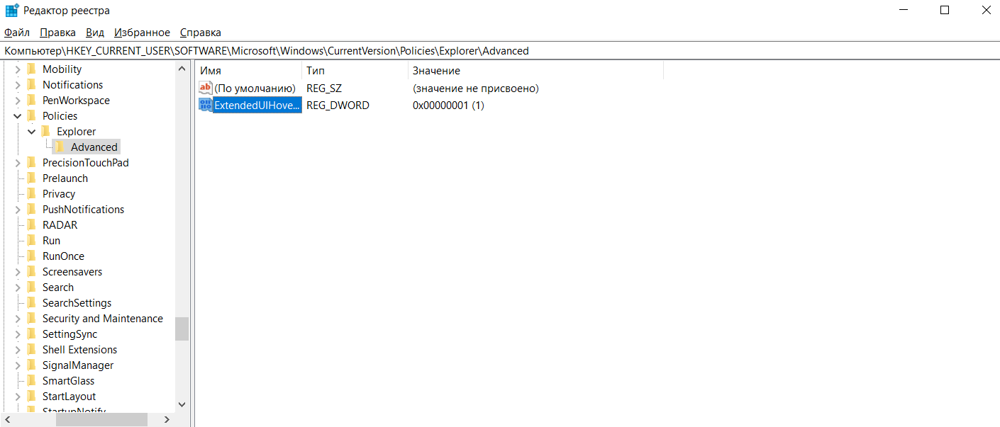 Редактор реестра
Файл Правка Вид Избранное Справка
Компьютер\HKEY_CURRENT_USER\SOFTWARE\Microsoft\Windows\CurrentVersion\Policies\Explorer\Advanced
Mobility
Notifications
PenWorkspace
Policies
Explorer
Advanced
PrecisionTouchPad
Prelaunch
Privacy
PushNotifications
RADAR
Run
RunOnce
Screensavers
Search
SearchSettings
Security and Maintenance
SettingSync
Shell Extensions
SignalManager
SmartGlass
StartLayout
StartupNotify
Имя Тип Значение
(По умолчанию) REG_SZ (значение не присвоено)
ExtendedUIHove... REG_DWORD 0x00000001 (1)